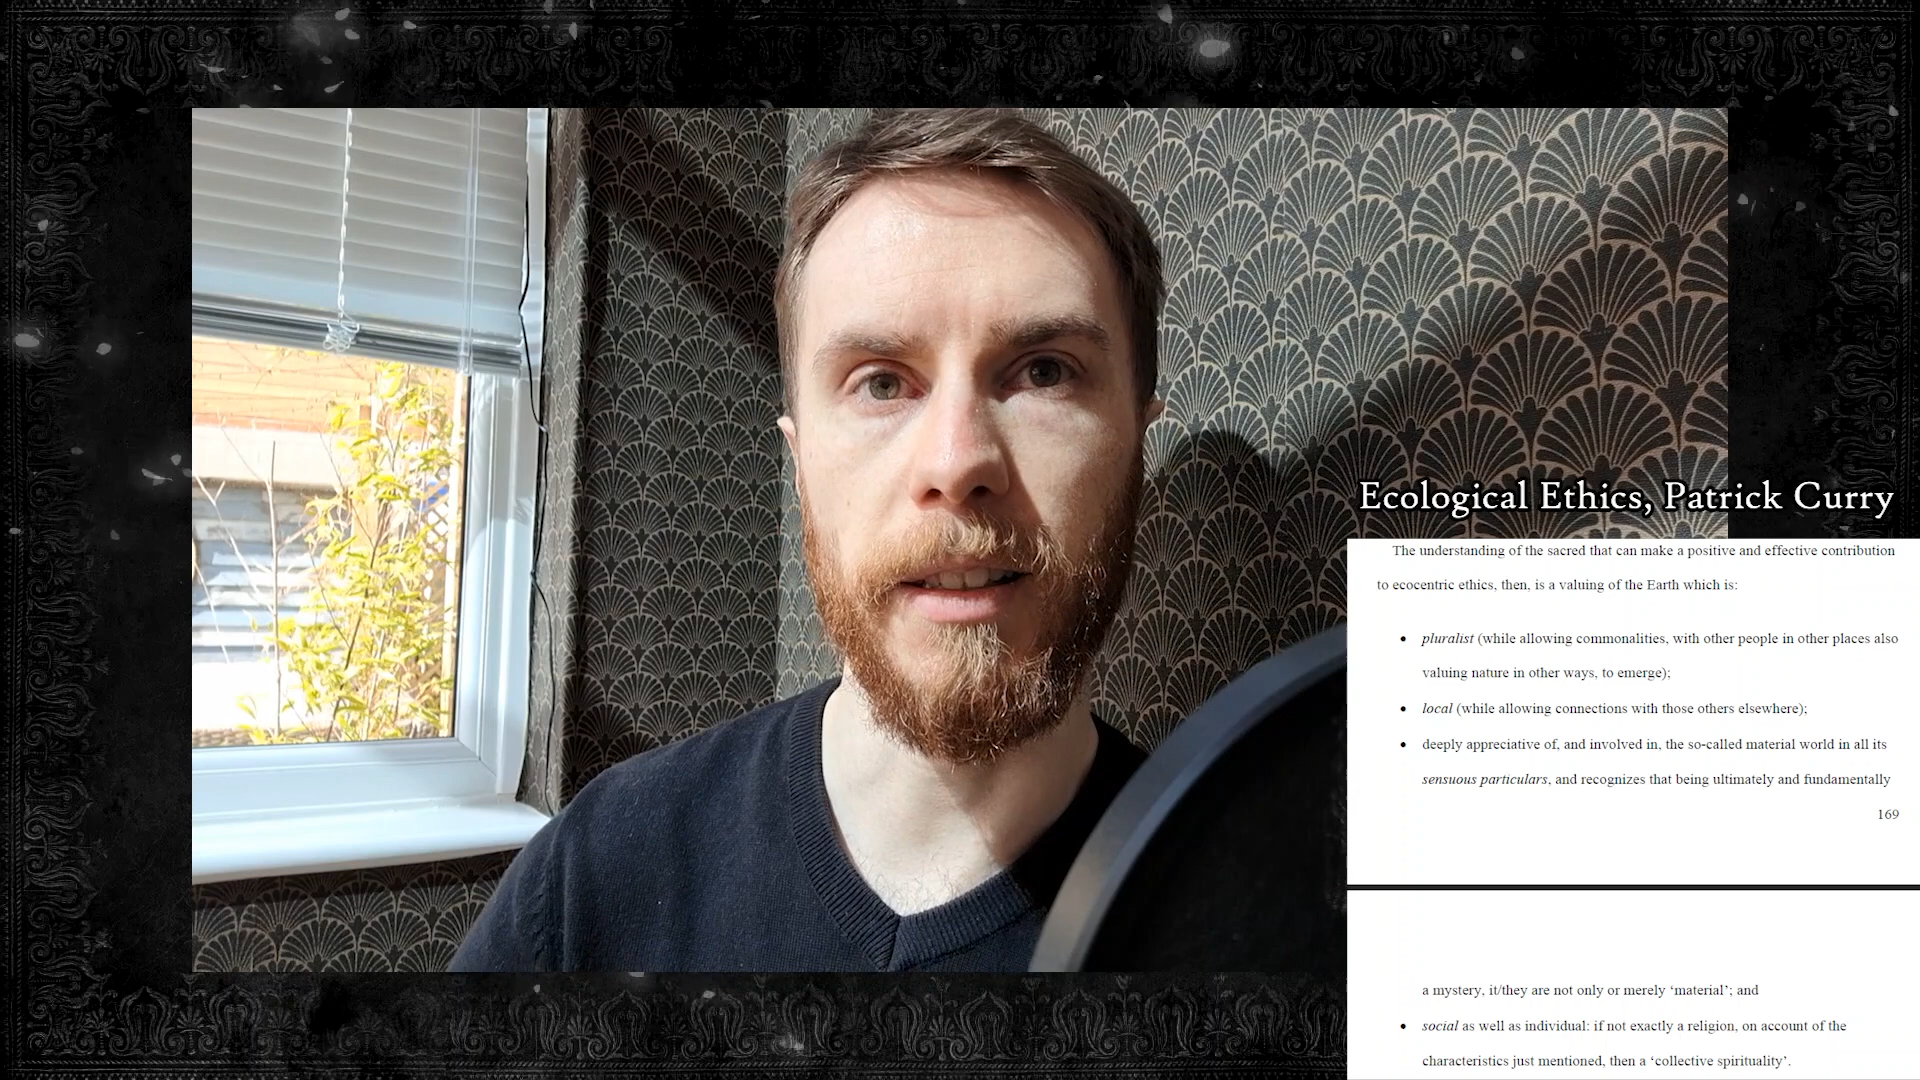 Ecological Ethics, Patrick Curry
The understanding of the sacred that can make a positive and effective contribution
to ecocentric ethics, then, is a valuing of the Earth which is:
• pluralist (while allowing commonalities, with other people in other places also
valuing nature in other ways, to emerge);
• local (while allowing connections with those others elsewhere);
• deeply appreciative of, and involved in, the so-called material world in all its
sensuous particulars, and recognizes that being ultimately and fundamentally
169
a mystery, it/they are not only or merely ‘material’; and
• social as well as individual: if not exactly a religion, on account of the
characteristics just mentioned, then a ‘collective spirituality’.